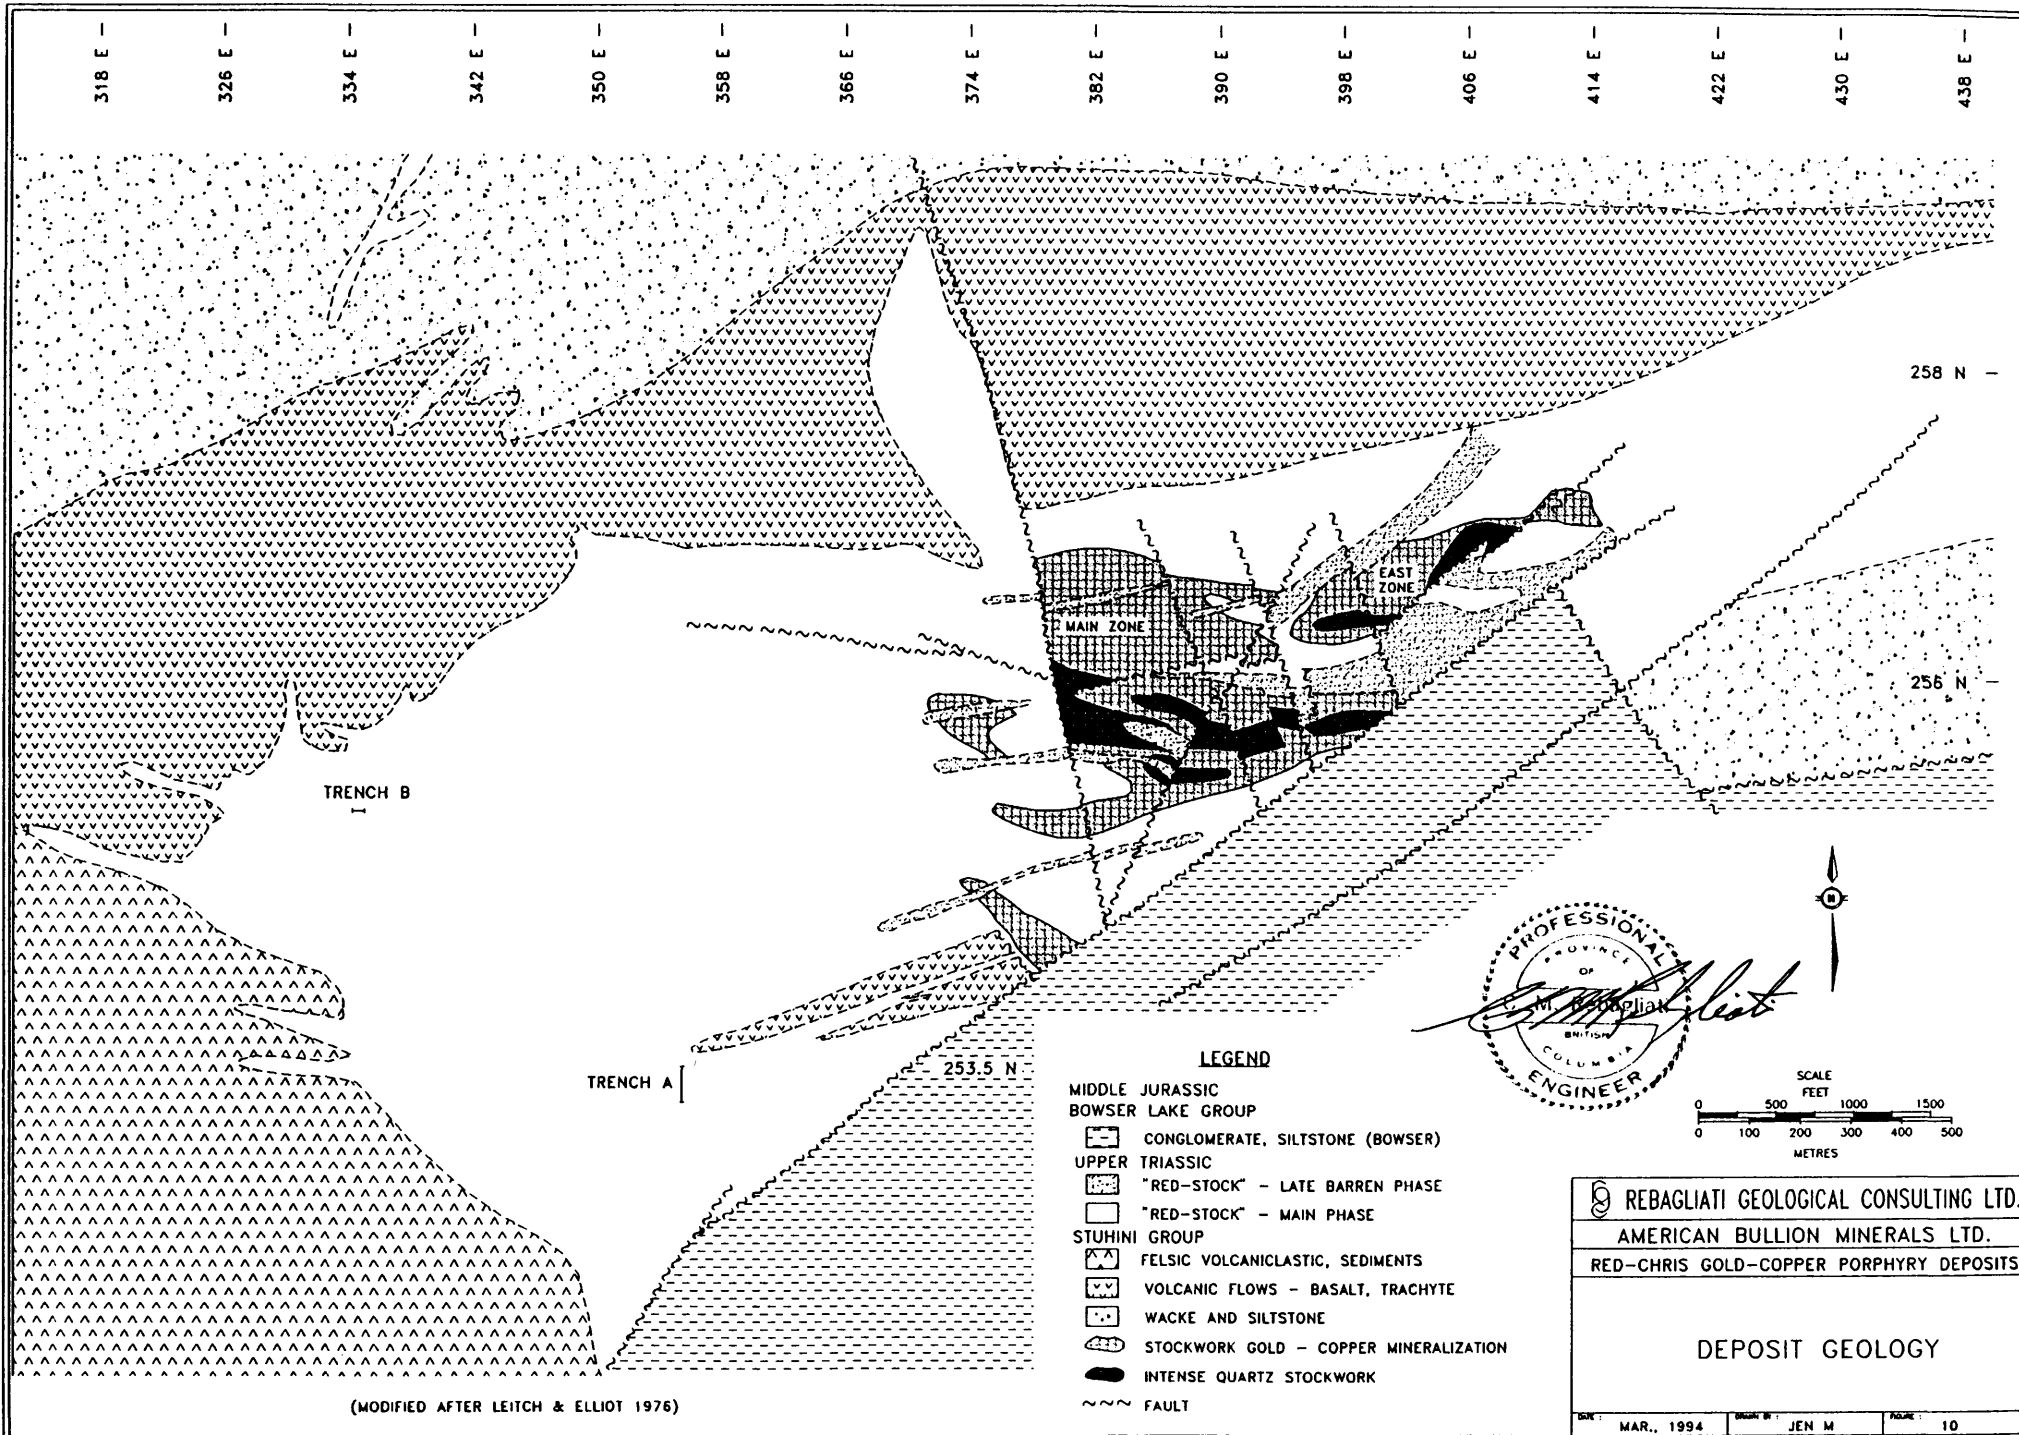 318 E
326 E
334 E
342 E
350 E
358 E
366 E
374 E
382 E
390 E
398 E
406 E
414 E
422 E
430 E
438 E
258 N
EAST
ZONE
MAIN ZONE
256 N
TRENCH B
TRENCH A
253.5 N
N
PROFESSIONAL
PROVINCE
OF
M. Rebagliati
BRITISH
COLUMBIA
ENGINEER
LEGEND
MIDDLE JURASSIC
BOWSER LAKE GROUP
CONGLOMERATE, SILTSTONE (BOWSER)
UPPER TRIASSIC
"RED-STOCK" - LATE BARREN PHASE
"RED-STOCK" - MAIN PHASE
STUHINI GROUP
FELSIC VOLCANICLASTIC, SEDIMENTS
VOLCANIC FLOWS - BASALT, TRACHYTE
WACKE AND SILTSTONE
STOCKWORK GOLD - COPPER MINERALIZATION
INTENSE QUARTZ STOCKWORK
FAULT
SCALE
FEET
0 500 1000 1500
0 100 200 300 400 500
METRES
REBAGLIATI GEOLOGICAL CONSULTING LTD.
AMERICAN BULLION MINERALS LTD.
RED-CHRIS GOLD-COPPER PORPHYRY DEPOSITS
DEPOSIT GEOLOGY
DATE : MAR., 1994
DRAWN BY : JEN M
FIGURE : 10
(MODIFIED AFTER LEITCH & ELLIOT 1976)